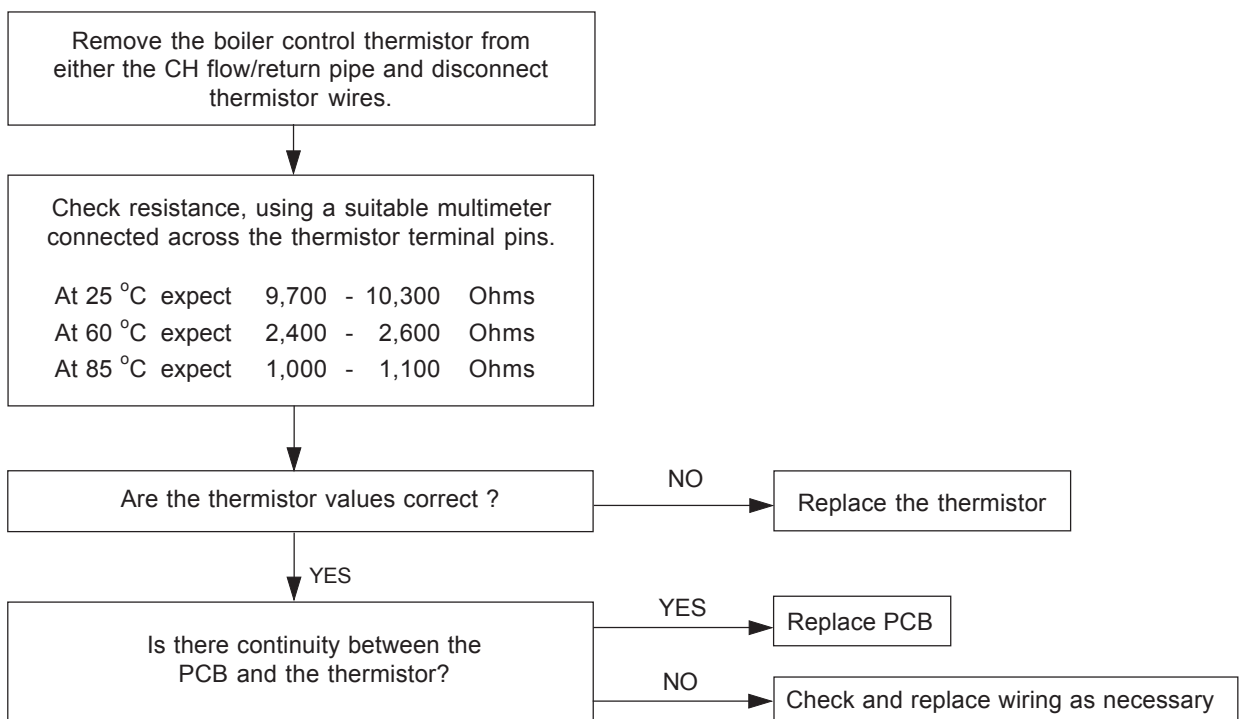 Remove the boiler control thermistor from
either the CH flow/return pipe and disconnect
thermistor wires.
Check resistance, using a suitable multimeter
connected across the thermistor terminal pins.
At 25 °C expect 9,700 - 10,300 Ohms
At 60 °C expect 2,400 - 2,600 Ohms
At 85 °C expect 1,000 - 1,100 Ohms
Are the thermistor values correct ?
NO
Replace the thermistor
YES
Is there continuity between the
PCB and the thermistor?
YES
Replace PCB
NO
Check and replace wiring as necessary